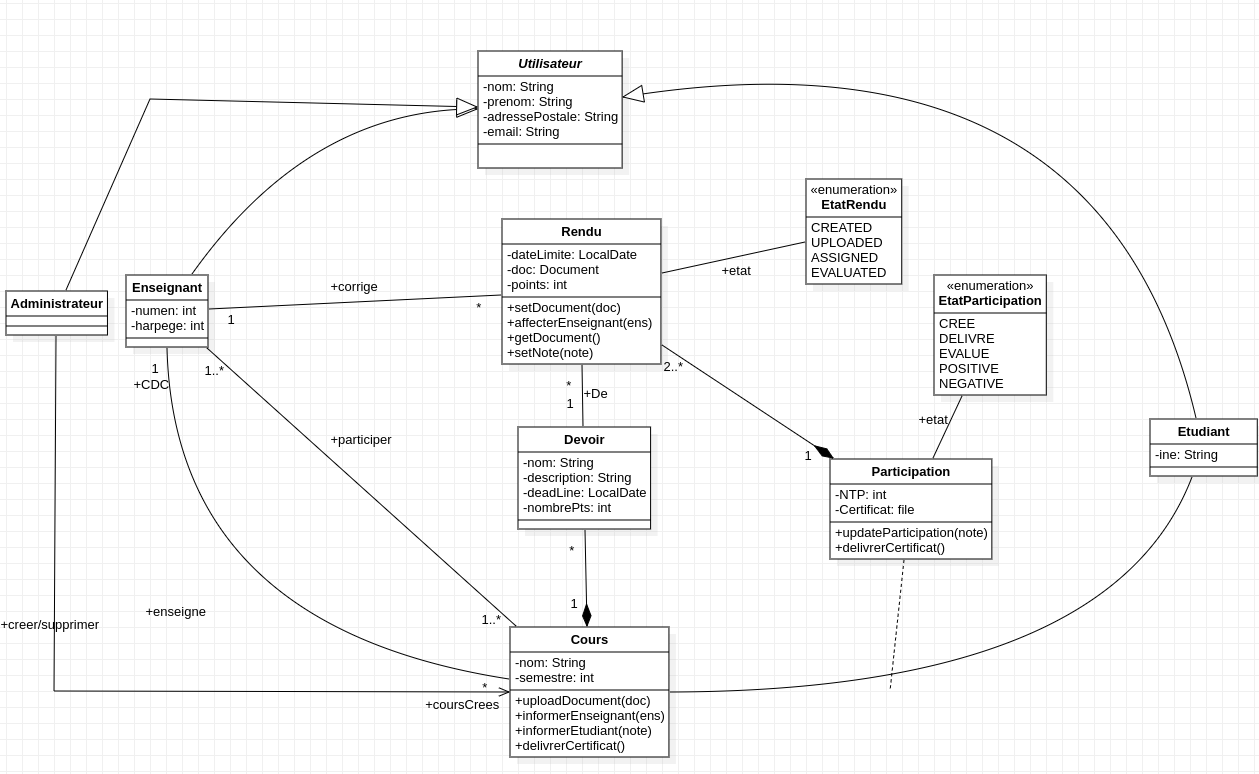 Utilisateur
-nom: String
-prenom: String
-adressePostale: String
-email: String
«enumeration»
EtatRendu
CREATED
UPLOADED
ASSIGNED
EVALUATED
Rendu
-dateLimite: LocalDate
-doc: Document
-points: int
+setDocument(doc)
+affecterEnseignant(ens)
+getDocument()
+setNote(note)
+etat
«enumeration»
EtatParticipation
CREE
DELIVRE
EVALUE
POSITIVE
NEGATIVE
Administrateur
Enseignant
-numen: int
-harpege: int
+corrige
1
*
1
+CDC
1..*
2..*
*
1
+De
+etat
Etudiant
-ine: String
+participer
Devoir
-nom: String
-description: String
-deadLine: LocalDate
-nombrePts: int
1
Participation
-NTP: int
-Certificat: file
+updateParticipation(note)
+delivrerCertificat()
*
1
+enseigne
+creer/supprimer
1..*
Cours
-nom: String
-semestre: int
+uploadDocument(doc)
+informerEnseignant(ens)
+informerEtudiant(note)
+delivrerCertificat()
*
+coursCrees